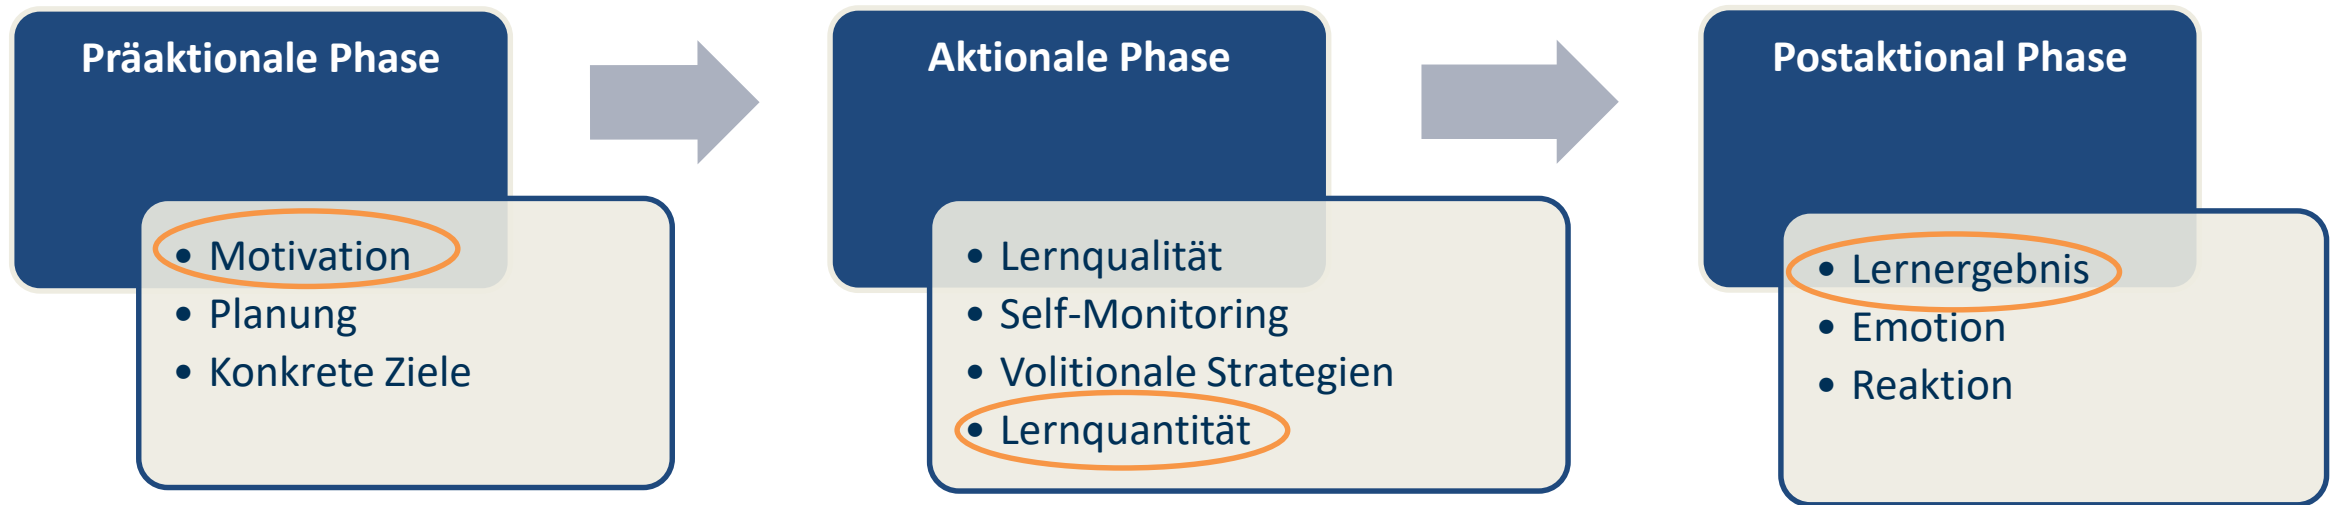 Präaktionale Phase
• Motivation
• Planung
• Konkrete Ziele
Aktionale Phase
• Lernqualität
• Self-Monitoring
• Volitionale Strategien
• Lernquantität
Postaktional Phase
• Lernergebnis
• Emotion
• Reaktion